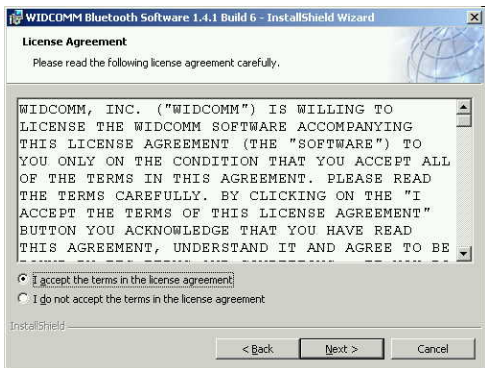 WIDCOMM Bluetooth Software 1.4.1 Build 6 - InstallShield Wizard
License Agreement
Please read the following license agreement carefully.
WIDCOMM, INC. ("WIDCOMM") IS WILLING TO
LICENSE THE WIDCOMM SOFTWARE ACCOMPANYING
THIS LICENSE AGREEMENT (THE "SOFTWARE") TO
YOU ONLY ON THE CONDITION THAT YOU ACCEPT ALL
OF THE TERMS IN THIS AGREEMENT. PLEASE READ
THE TERMS CAREFULLY. BY CLICKING ON THE "I
ACCEPT THE TERMS OF THIS LICENSE AGREEMENT"
BUTTON YOU ACKNOWLEDGE THAT YOU HAVE READ
THIS AGREEMENT, UNDERSTAND IT AND AGREE TO BE
I accept the terms in the license agreement
I do not accept the terms in the license agreement
InstallShield
< Back Next > Cancel